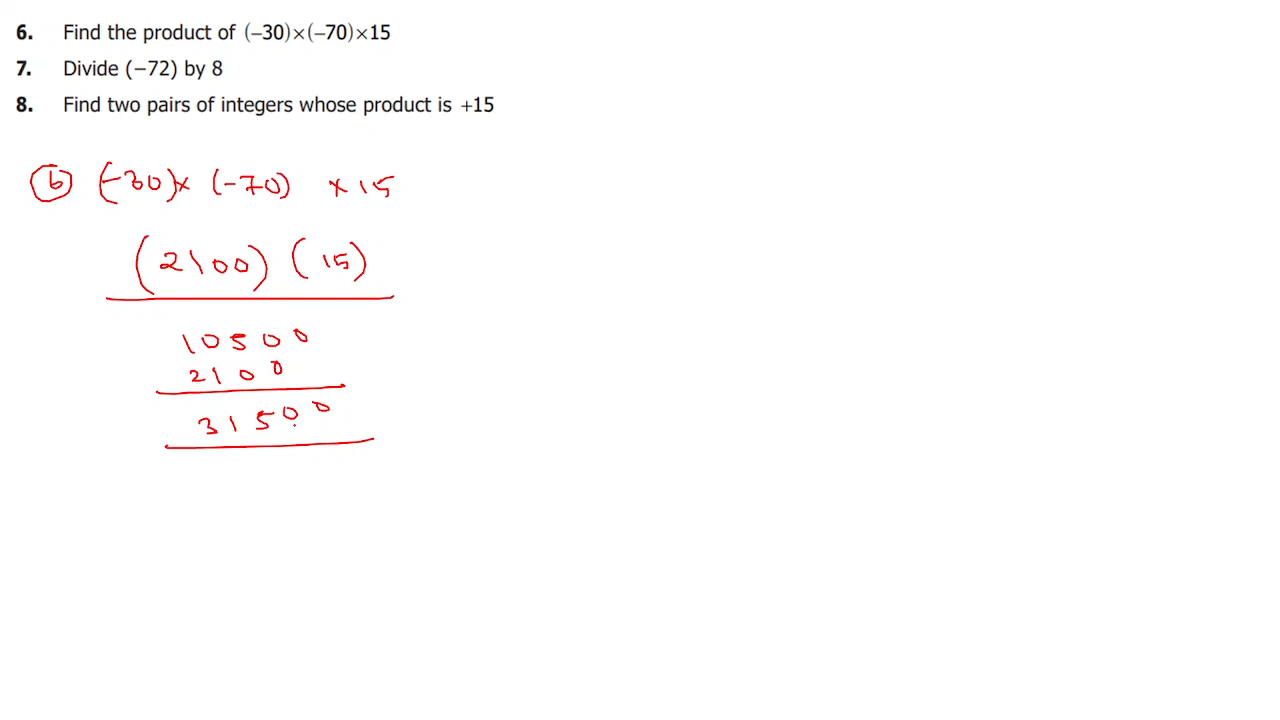 6. Find the product of (−30)×(−70)×15
7. Divide (−72) by 8
8. Find two pairs of integers whose product is +15
6 (-30)× (-70) × 15
(2100) (15)
10500
2100
31500